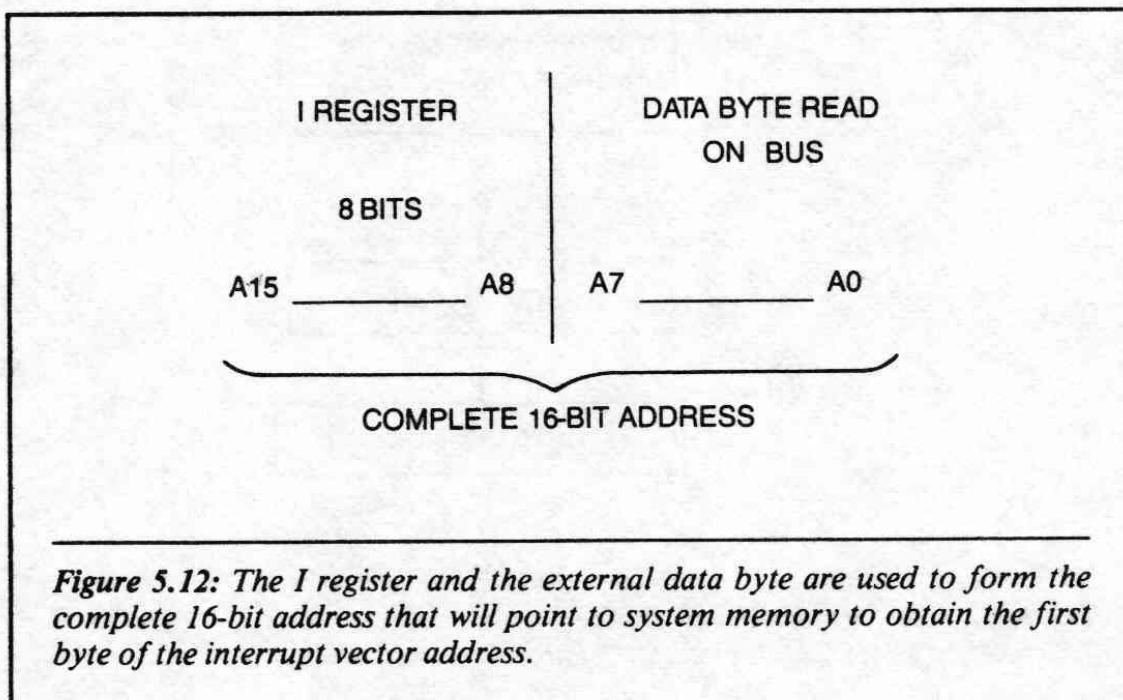 I REGISTER
DATA BYTE READ
ON BUS
8 BITS
A15 A8 A7 A0
COMPLETE 16-BIT ADDRESS
Figure 5.12: The I register and the external data byte are used to form the
complete 16-bit address that will point to system memory to obtain the first
byte of the interrupt vector address.